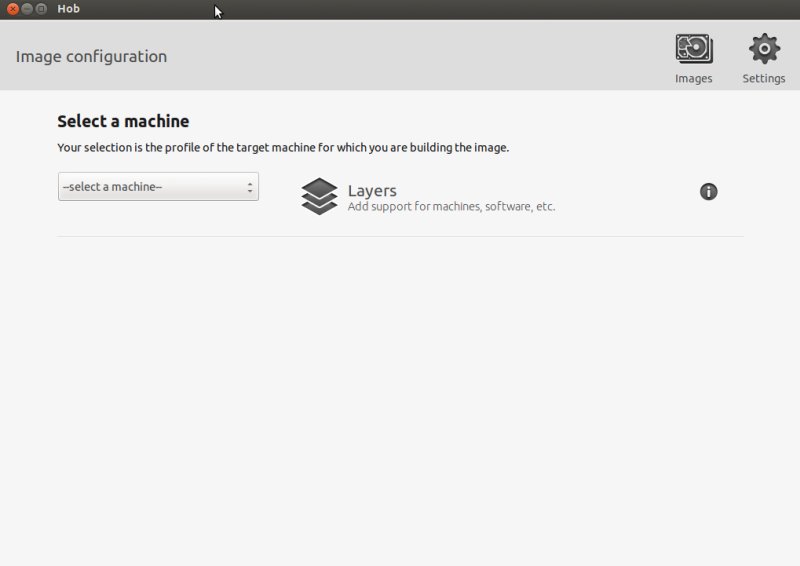 Hob
Image configuration
Images
Settings
Select a machine
Your selection is the profile of the target machine for which you are building the image.
--select a machine--
Layers
Add support for machines, software, etc.